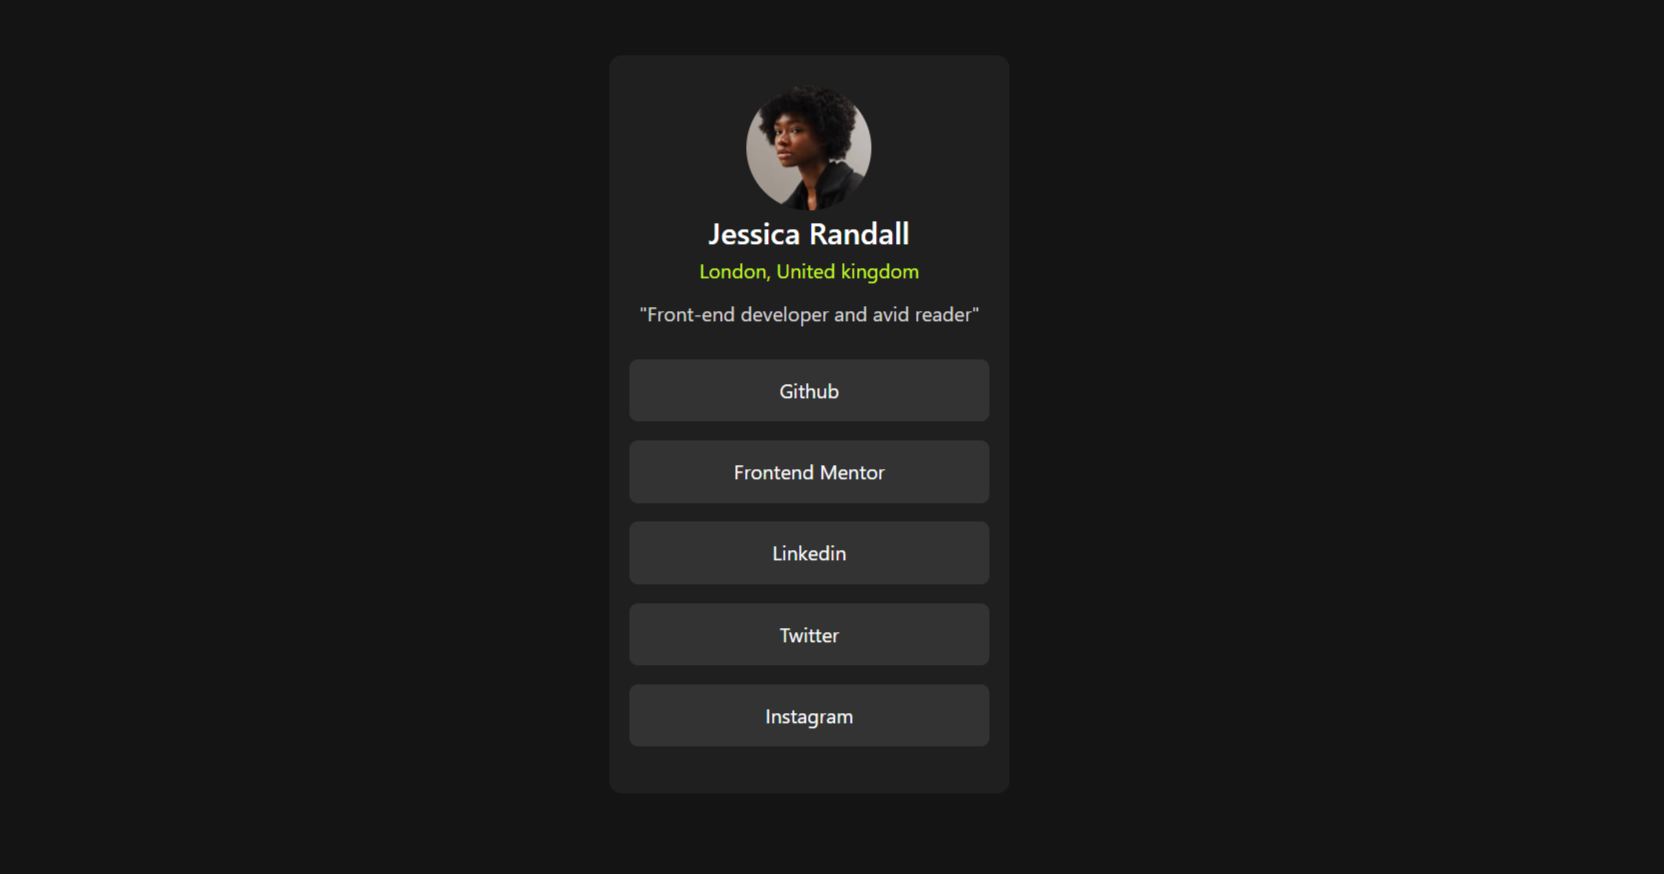 Jessica Randall
London, United kingdom
"Front-end developer and avid reader"
Github
Frontend Mentor
Linkedin
Twitter
Instagram